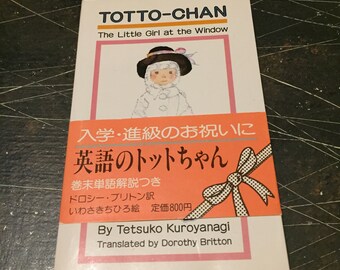 TOTTO-CHAN
The Little Girl at the Window
入学・進級のお祝いに
英語のトットちゃん
巻末単語解説つき
ドロシー・ブリトン訳
いわさきちひろ絵 定価800円
By Tetsuko Kuroyanagi
Translated by Dorothy Britton